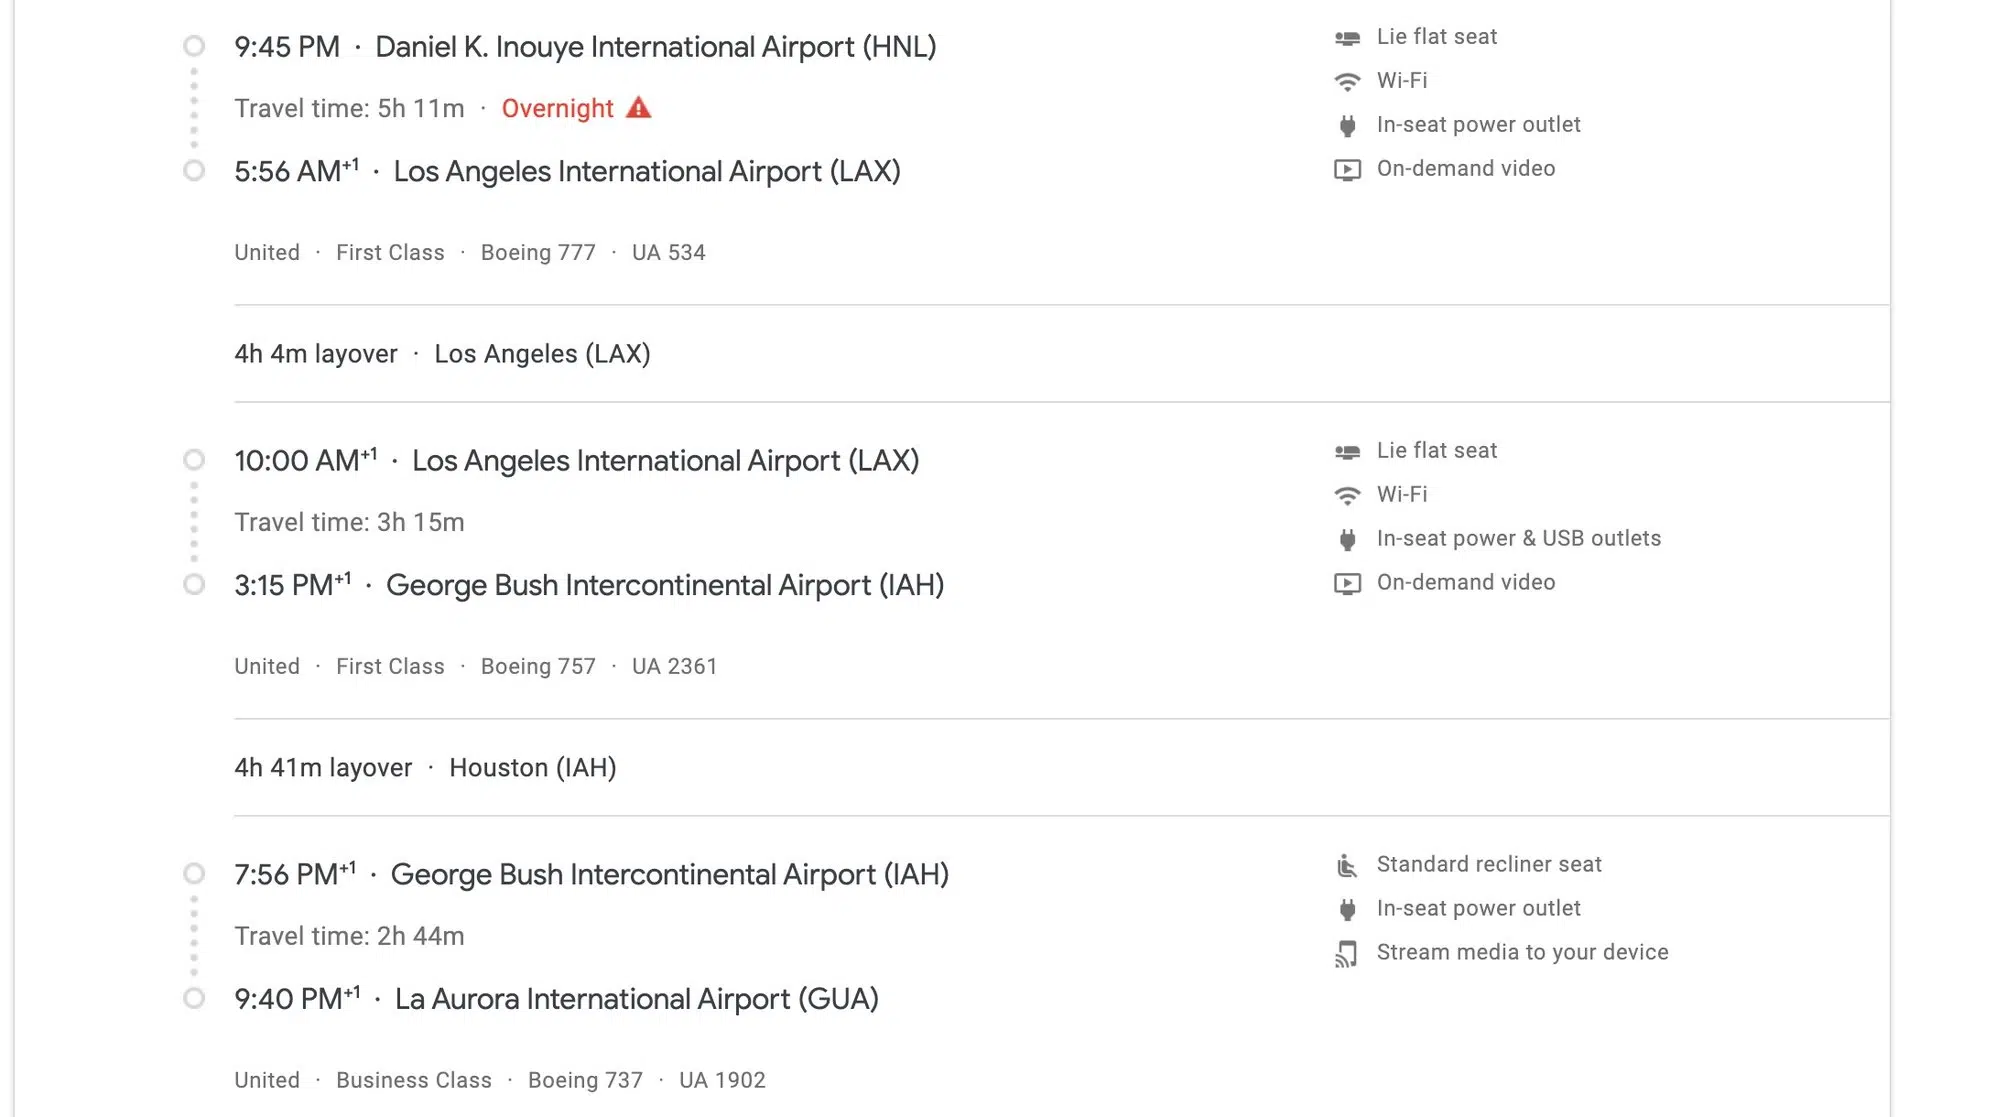 9:45 PM · Daniel K. Inouye International Airport (HNL)
Travel time: 5h 11m · Overnight
5:56 AM+1 · Los Angeles International Airport (LAX)
United · First Class · Boeing 777 · UA 534
Lie flat seat
Wi-Fi
In-seat power outlet
On-demand video
4h 4m layover · Los Angeles (LAX)
10:00 AM+1 · Los Angeles International Airport (LAX)
Travel time: 3h 15m
3:15 PM+1 · George Bush Intercontinental Airport (IAH)
United · First Class · Boeing 757 · UA 2361
Lie flat seat
Wi-Fi
In-seat power & USB outlets
On-demand video
4h 41m layover · Houston (IAH)
7:56 PM+1 · George Bush Intercontinental Airport (IAH)
Travel time: 2h 44m
9:40 PM+1 · La Aurora International Airport (GUA)
United · Business Class · Boeing 737 · UA 1902
Standard recliner seat
In-seat power outlet
Stream media to your device